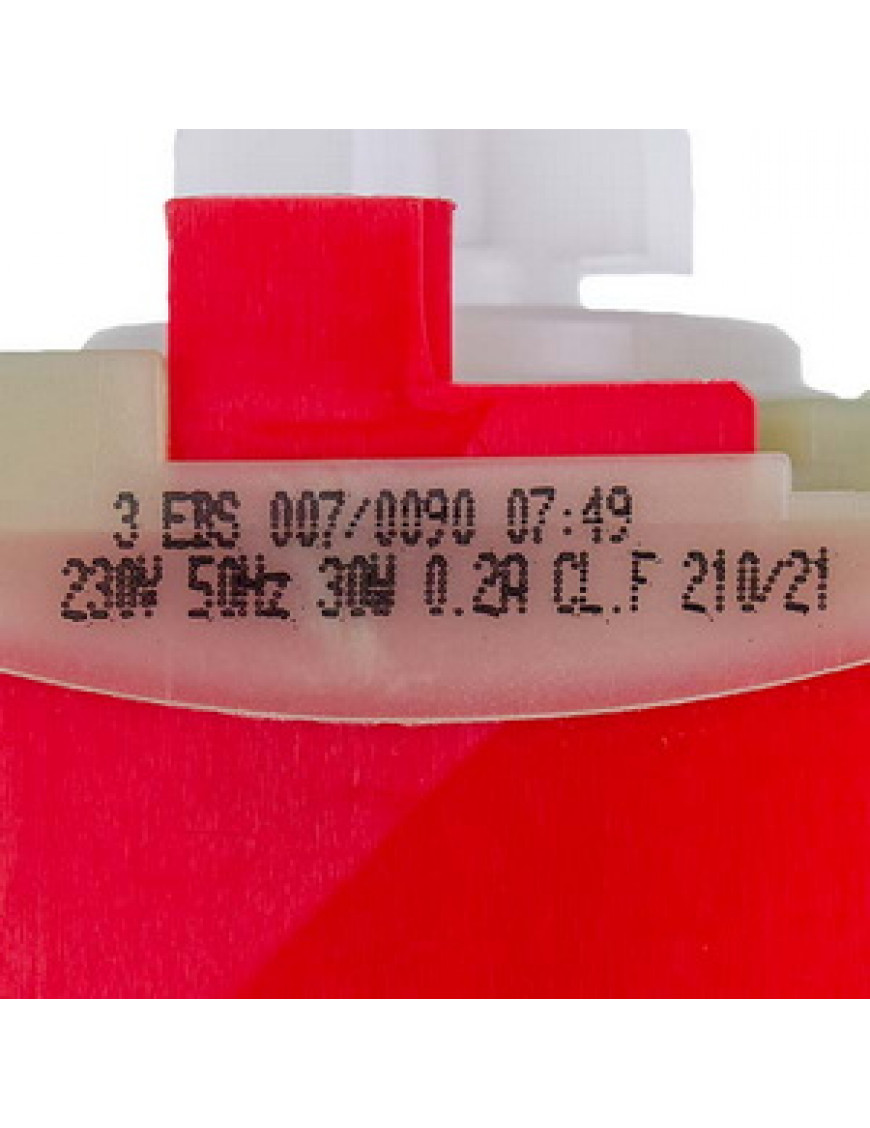 3 EBS 007/0090 07:49
230V 50Hz 30W 0.2A CL.F 210/21